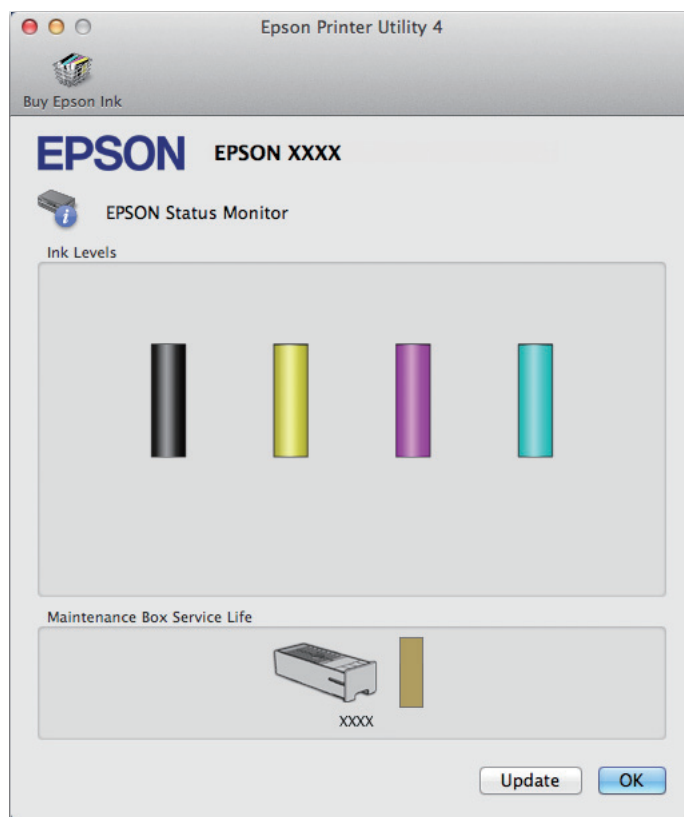 Epson Printer Utility 4
Buy Epson Ink
EPSON EPSON XXXX
EPSON Status Monitor
Ink Levels
Maintenance Box Service Life
XXXX
Update OK